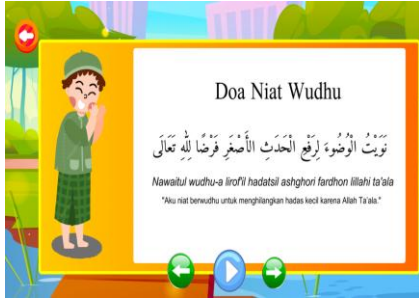 Doa Niat Wudhu
نَوَيْتُ الْوُضُوءَ لِرَفْعِ الْحَدَثِ الْأَصْغَرِ فَرْضًا لِلّٰهِ تَعَالَى
Nawaitul wudhu-a lirof'il hadatsil ashghori fardhon lillahi ta'ala
"Aku niat berwudhu untuk menghilangkan hadas kecil karena Allah Ta'ala."